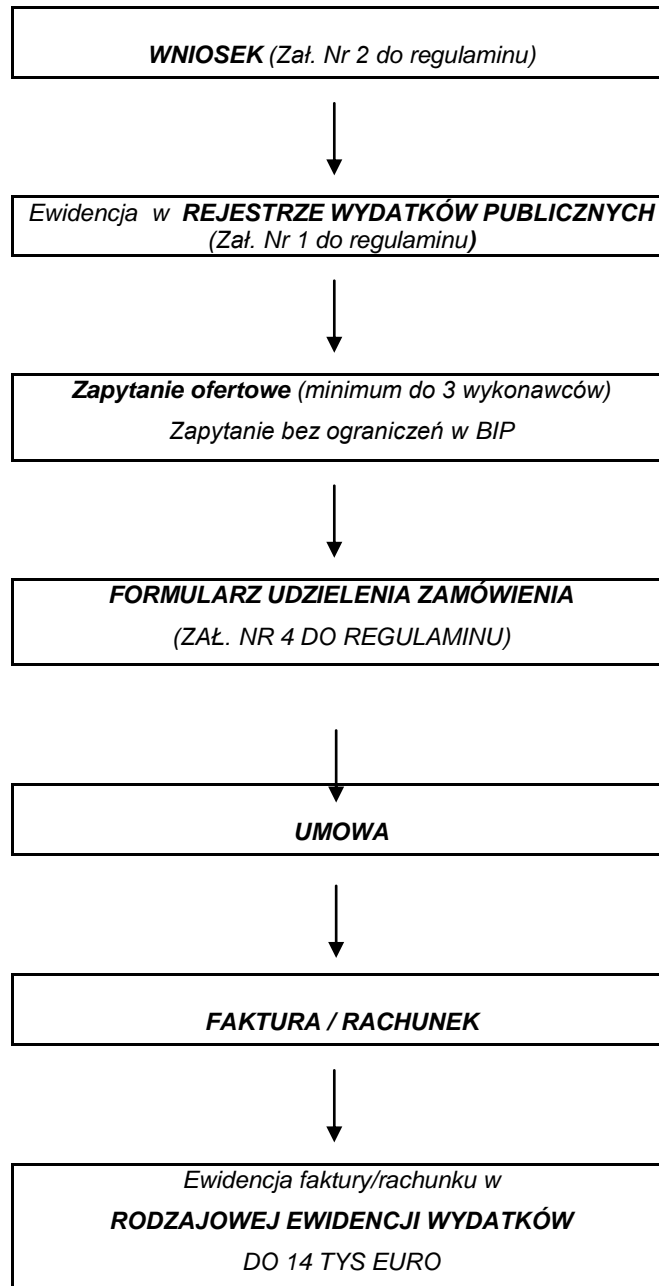 WNIOSEK (Zał. Nr 2 do regulaminu)
Ewidencja w REJESTRZE WYDATKÓW PUBLICZNYCH
(Zał. Nr 1 do regulaminu)
Zapytanie ofertowe (minimum do 3 wykonawców)
Zapytanie bez ograniczeń w BIP
FORMULARZ UDZIELENIA ZAMÓWIENIA
(ZAŁ. NR 4 DO REGULAMINU)
UMOWA
FAKTURA / RACHUNEK
Ewidencja faktury/rachunku w
RODZAJOWEJ EWIDENCJI WYDATKÓW
DO 14 TYS EURO